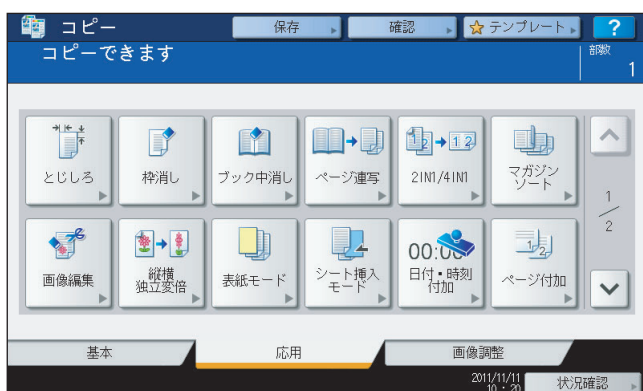 コピー
保存
確認
テンプレート
?
コピーできます
部数
1
とじしろ
枠消し
ブック中消し
ページ連写
2IN1/4IN1
マガジン
ソート
1
2
画像編集
縦横
独立変倍
表紙モード
シート挿入
モード
00:00
日付・時刻
付加
ページ付加
基本
応用
画像調整
2011/11/11
10:20
状況確認